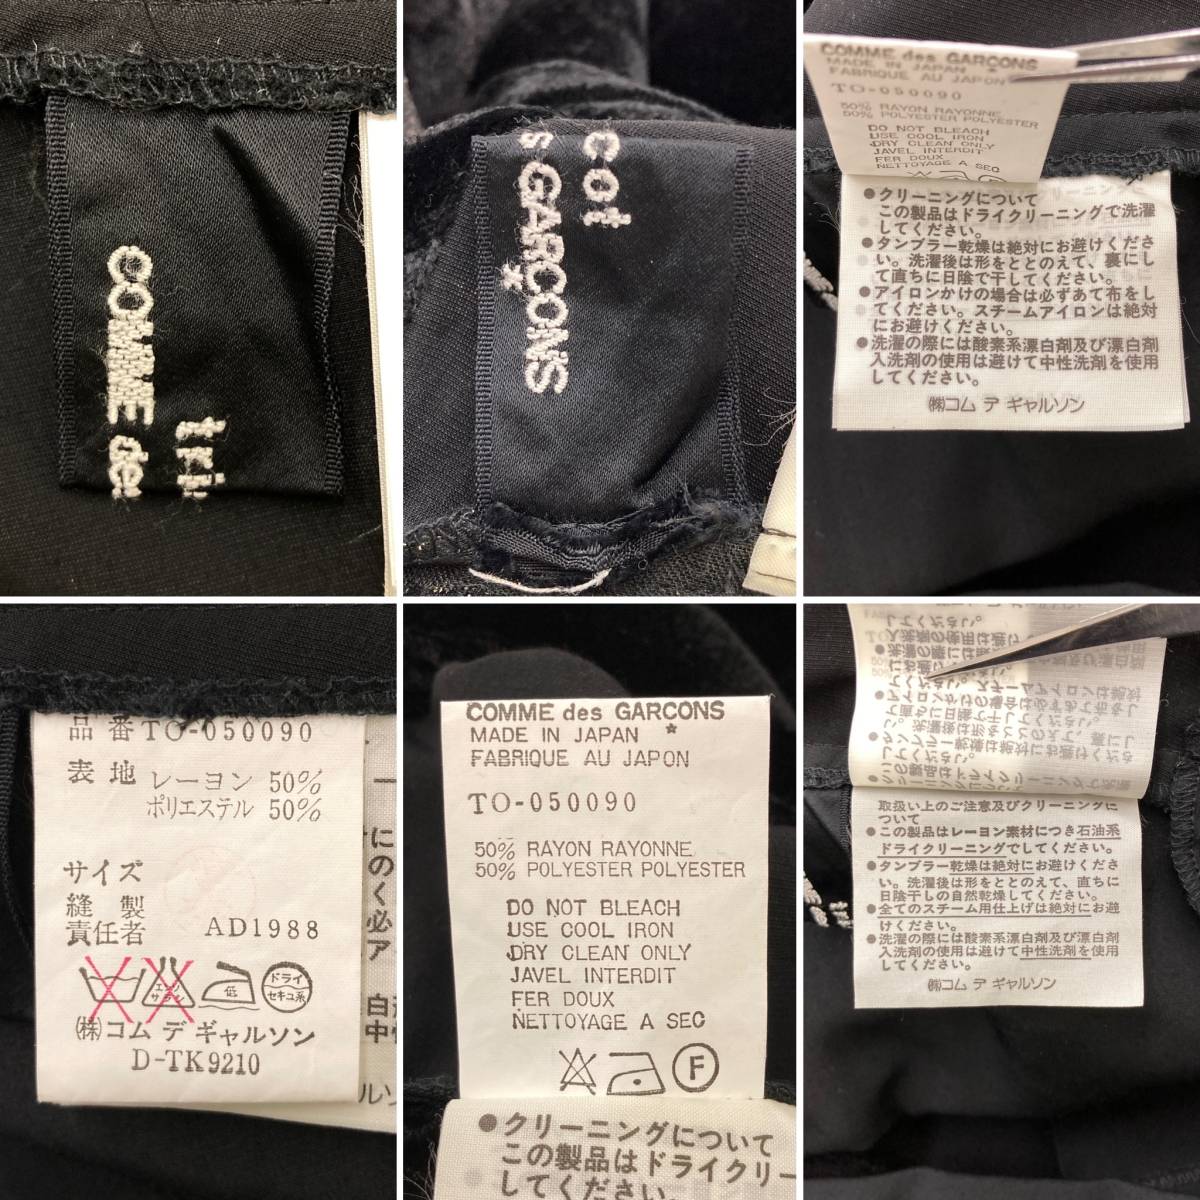 COMME des
tri
cot
s GARÇONS
COMME des GARCONS
MADE IN JAPAN *
FABRIQUE AU JAPON
TO-050090
50% RAYON RAYONNE
50% POLYESTER POLYESTER
DO NOT BLEACH
USE COOL IRON
DRY CLEAN ONLY
JAVEL INTERDIT
FER DOUX
NETTOYAGE A SEC
●クリーニングについて
この製品はドライクリーニングで洗濯
してください。
●タンブラー乾燥は絶対にお避けくださ
い。洗濯後は形をととのえて、裏にし
て直ちに日陰で干してください。
●アイロンかけの場合は必ずあて布をし
てください。スチームアイロンは絶対
にお避けください。
●洗濯の際には酸素系漂白剤及び漂白剤
入洗剤の使用は避けて中性洗剤を使用
してください。
㈱コム デ ギャルソン
品番 TO-050090
表地 レーヨン 50%
ポリエステル 50%
サイズ
縫製
責任者 AD1988
エンソ
サラシ
低
ドライ
セキユ系
(株)コム デ ギャルソン
D-TK9210
COMME des GARCONS
MADE IN JAPAN *
FABRIQUE AU JAPON
TO-050090
50% RAYON RAYONNE
50% POLYESTER POLYESTER
DO NOT BLEACH
USE COOL IRON
DRY CLEAN ONLY
JAVEL INTERDIT
FER DOUX
NETTOYAGE A SEC
F
●クリーニングについて
この製品はドライクリー
してください。
取扱い上のご注意及びクリーニングに
ついて
●この製品はレーヨン素材につき石油系
ドライクリーニングでしてください。
●タンブラー乾燥は絶対にお避けくださ
い。洗濯後は形をととのえて、直ちに
日陰干しの自然乾燥してください。
●全てのスチーム用仕上げは絶対にお避
けください。
●洗濯の際には酸素系漂白剤及び漂白剤
入洗剤の使用は避けて中性洗剤を使用
してください。
㈱コム デ ギャルソン